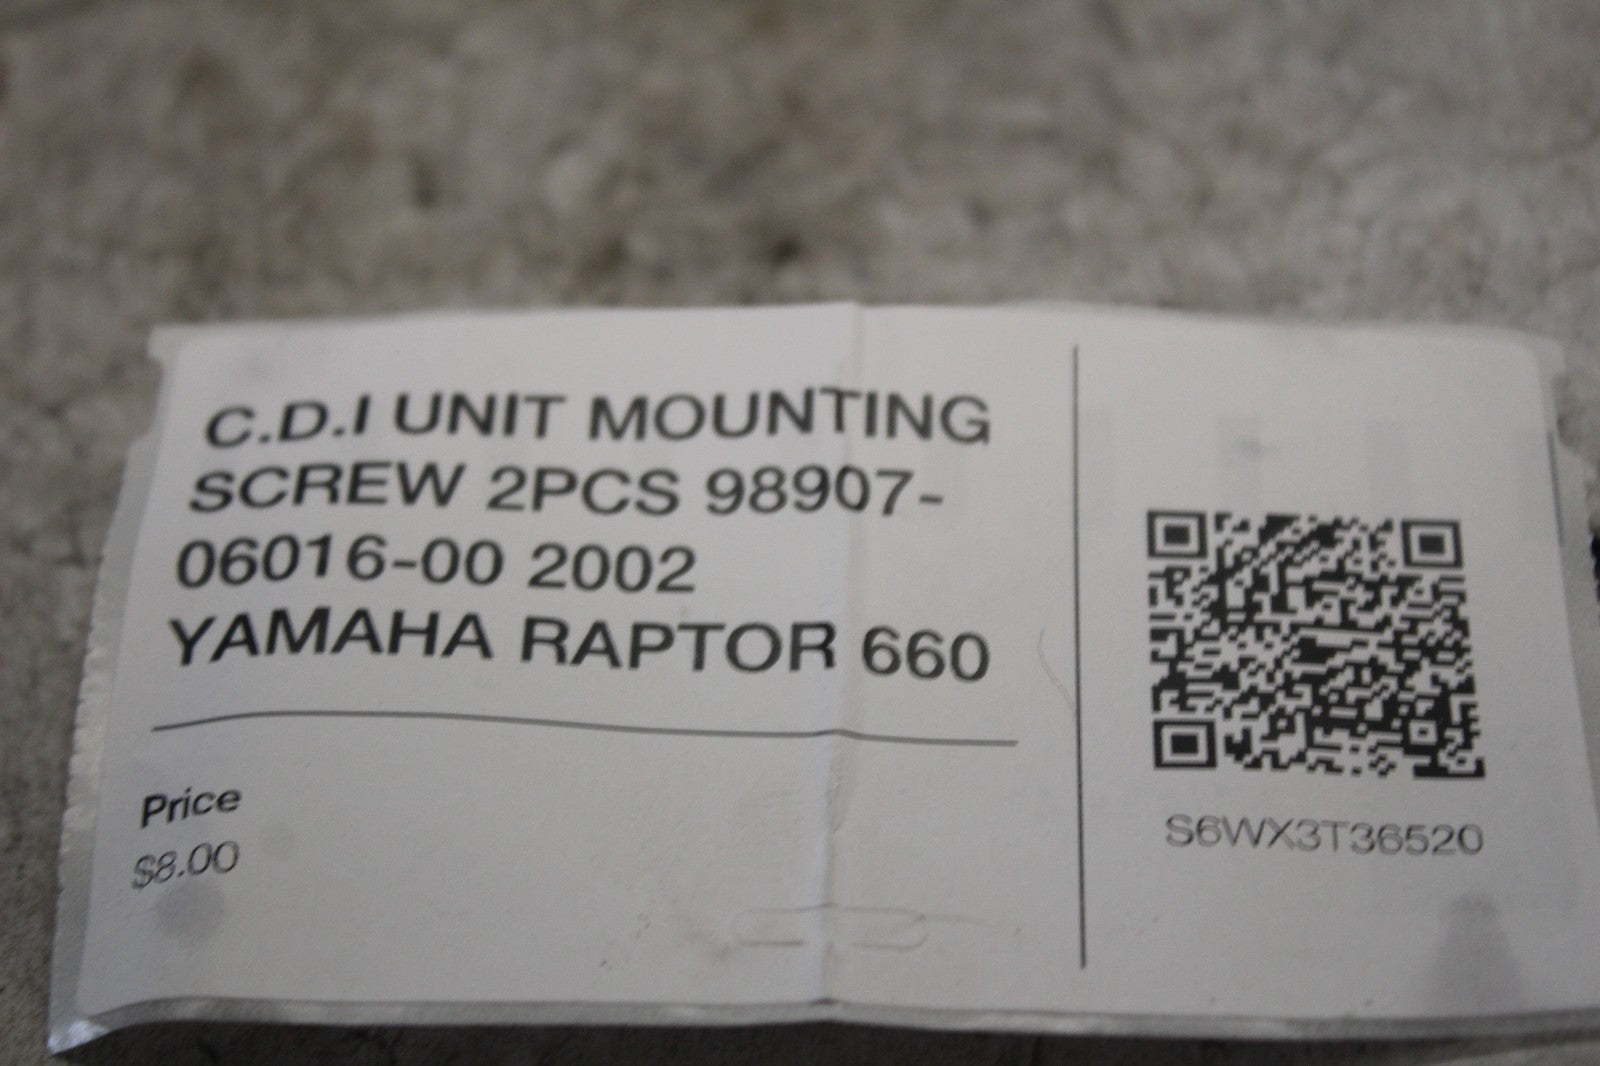 C.D.I UNIT MOUNTING
SCREW 2PCS 98907-
06016-00 2002
YAMAHA RAPTOR 660
Price
$8.00
S6WX3T36520